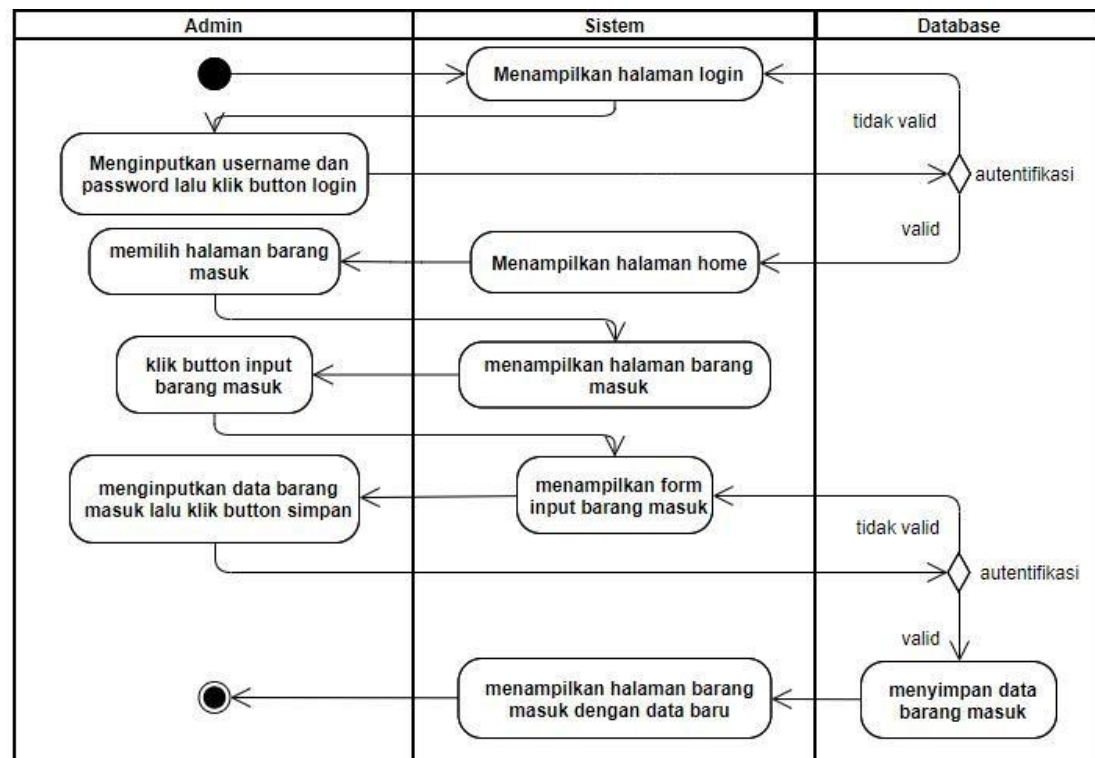 Admin
Sistem
Database
Menampilkan halaman login
tidak valid
Menginputkan username dan
password lalu klik button login
autentifikasi
valid
memilih halaman barang
masuk
Menampilkan halaman home
klik button input
barang masuk
menampilkan halaman barang
masuk
menginputkan data barang
masuk lalu klik button simpan
menampilkan form
input barang masuk
tidak valid
autentifikasi
valid
menampilkan halaman barang
masuk dengan data baru
menyimpan data
barang masuk